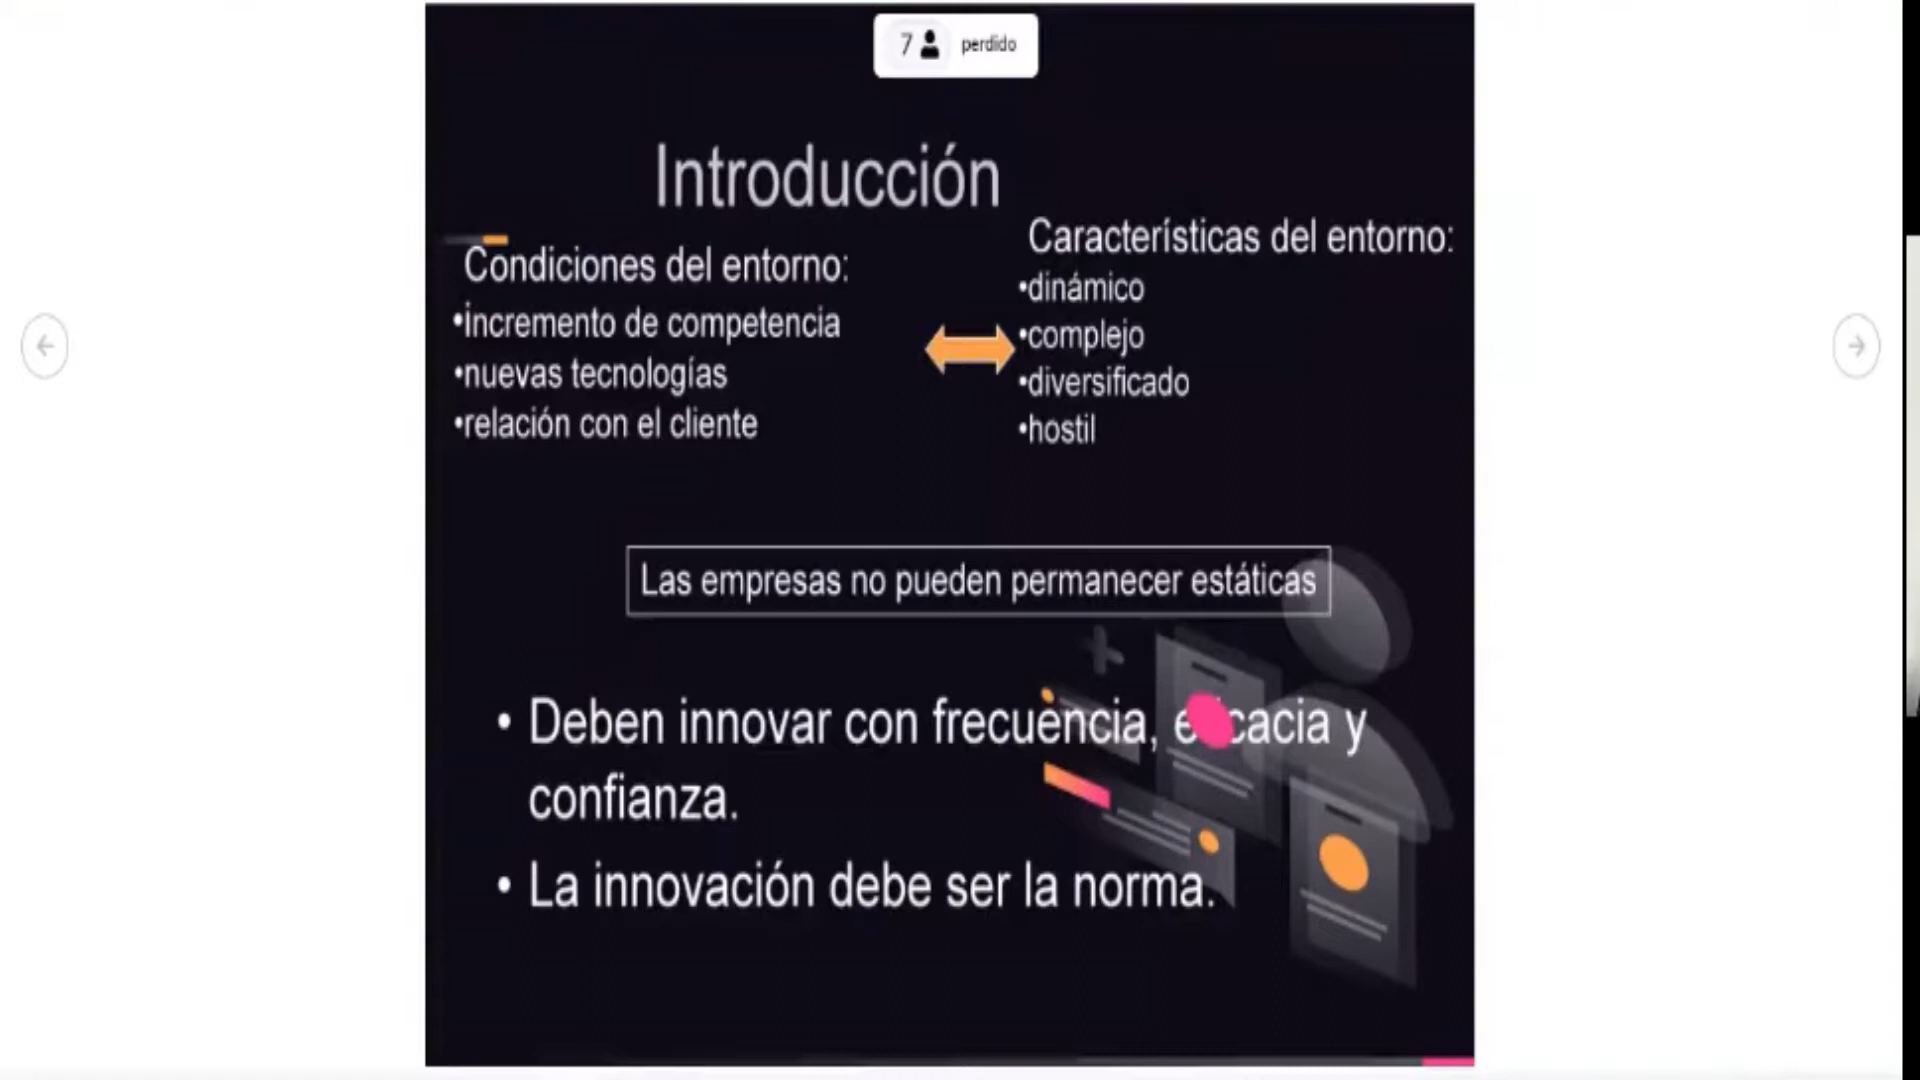 7 perdido
Introducción
Condiciones del entorno:
•incremento de competencia
•nuevas tecnologías
•relación con el cliente
Características del entorno:
•dinámico
•complejo
•diversificado
•hostil
Las empresas no pueden permanecer estáticas
• Deben innovar con frecuencia, eficacia y
confianza.
• La innovación debe ser la norma.